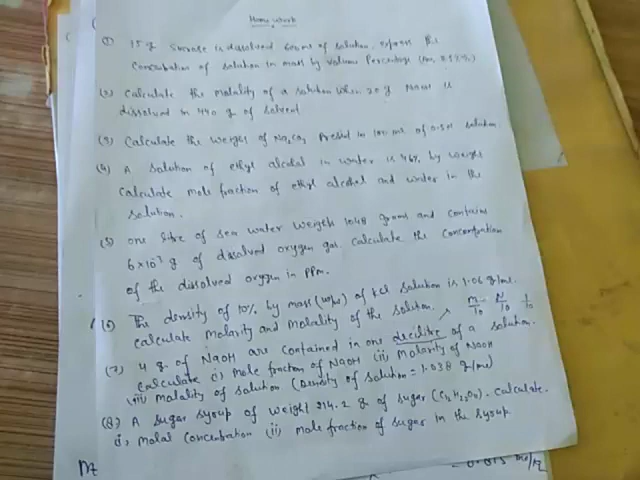 Home work
(1) 15 g sucrose is dissolved 600 ml of solution, express the
Concentration of solution in mass by volume Percentage
(2) Calculate the molality of a solution when 20 g NaOH is
dissolved in 440 g of solvent
(3) Calculate the weight of Na2CO3 Present in 100 mL of solution.
(4) A solution of ethyl alcohol in water is 46% by weight
Calculate mole fraction of ethyl alcohol and water in the
solution.
(5) one litre of sea water weighs 1048 grams and contains
6×10³ g of dissolved oxygen gas. calculate the concentration
of the dissolved oxygen in PPm.
(6) The density of 10% by mass (w/w) of KCl solution is 1.06 g/ml.
calculate molarity and molality of the solution.
M/10 N/10 1/10
(7) 4 g of NaOH are contained in one decilitre of a solution.
calculate (i) mole fraction of NaOH (ii) Molarity of NaOH
(iii) Molality of solution (Density of solution = 1.038 g/ml)
(8) A sugar syrup of weight 214.2 g of sugar (C12H22O11). calculate.
(i) molal concentration (ii) mole fraction of sugar in the syrup.